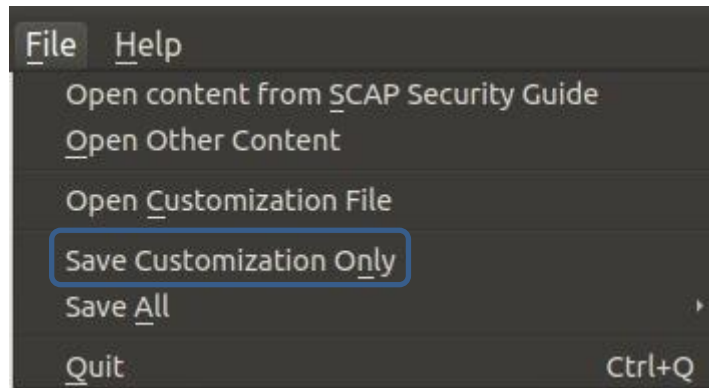 File Help
Open content from SCAP Security Guide
Open Other Content
Open Customization File
Save Customization Only
Save All
Quit Ctrl+Q